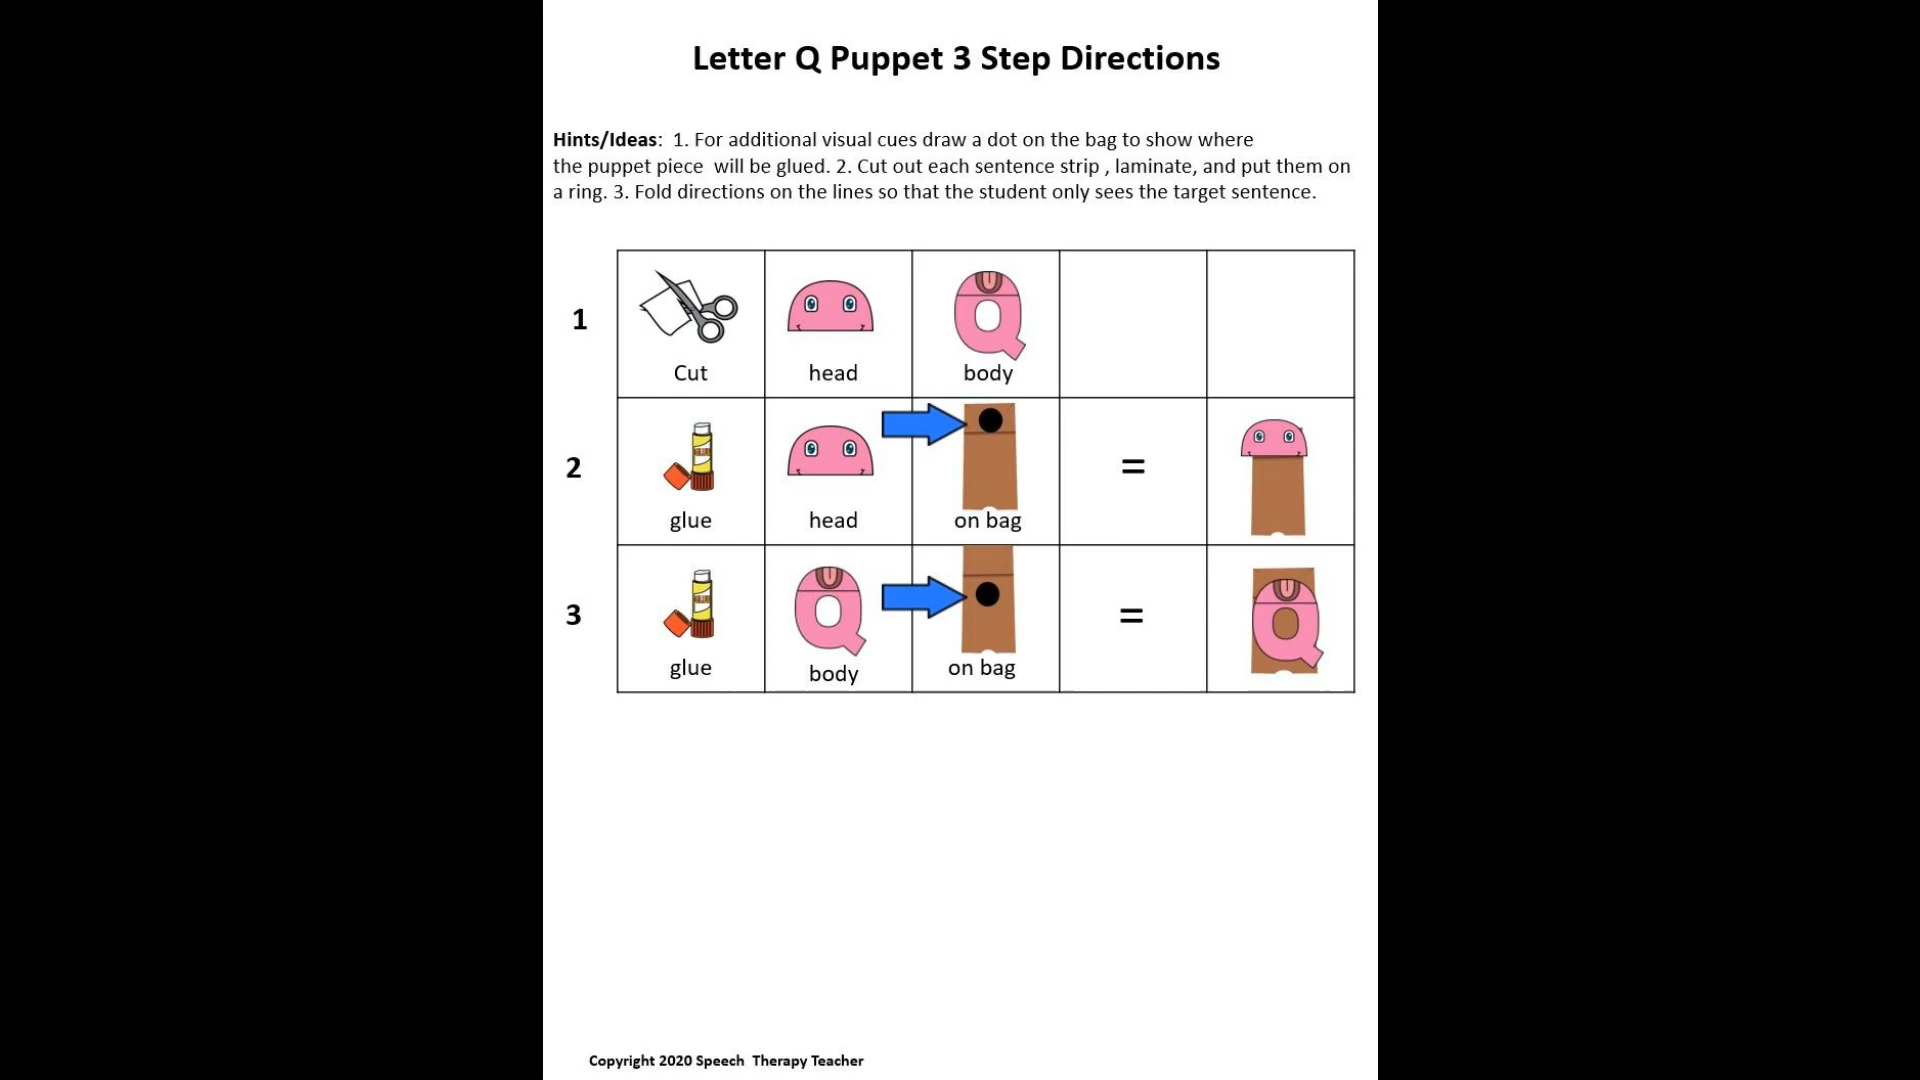 Letter Q Puppet 3 Step Directions
Hints/Ideas:  1. For additional visual cues draw a dot on the bag to show where
the puppet piece  will be glued. 2. Cut out each sentence strip , laminate, and put them on
a ring. 3. Fold directions on the lines so that the student only sees the target sentence.
1
Cut head body
2
glue head on bag =
3
glue body on bag =
Copyright 2020 Speech  Therapy Teacher